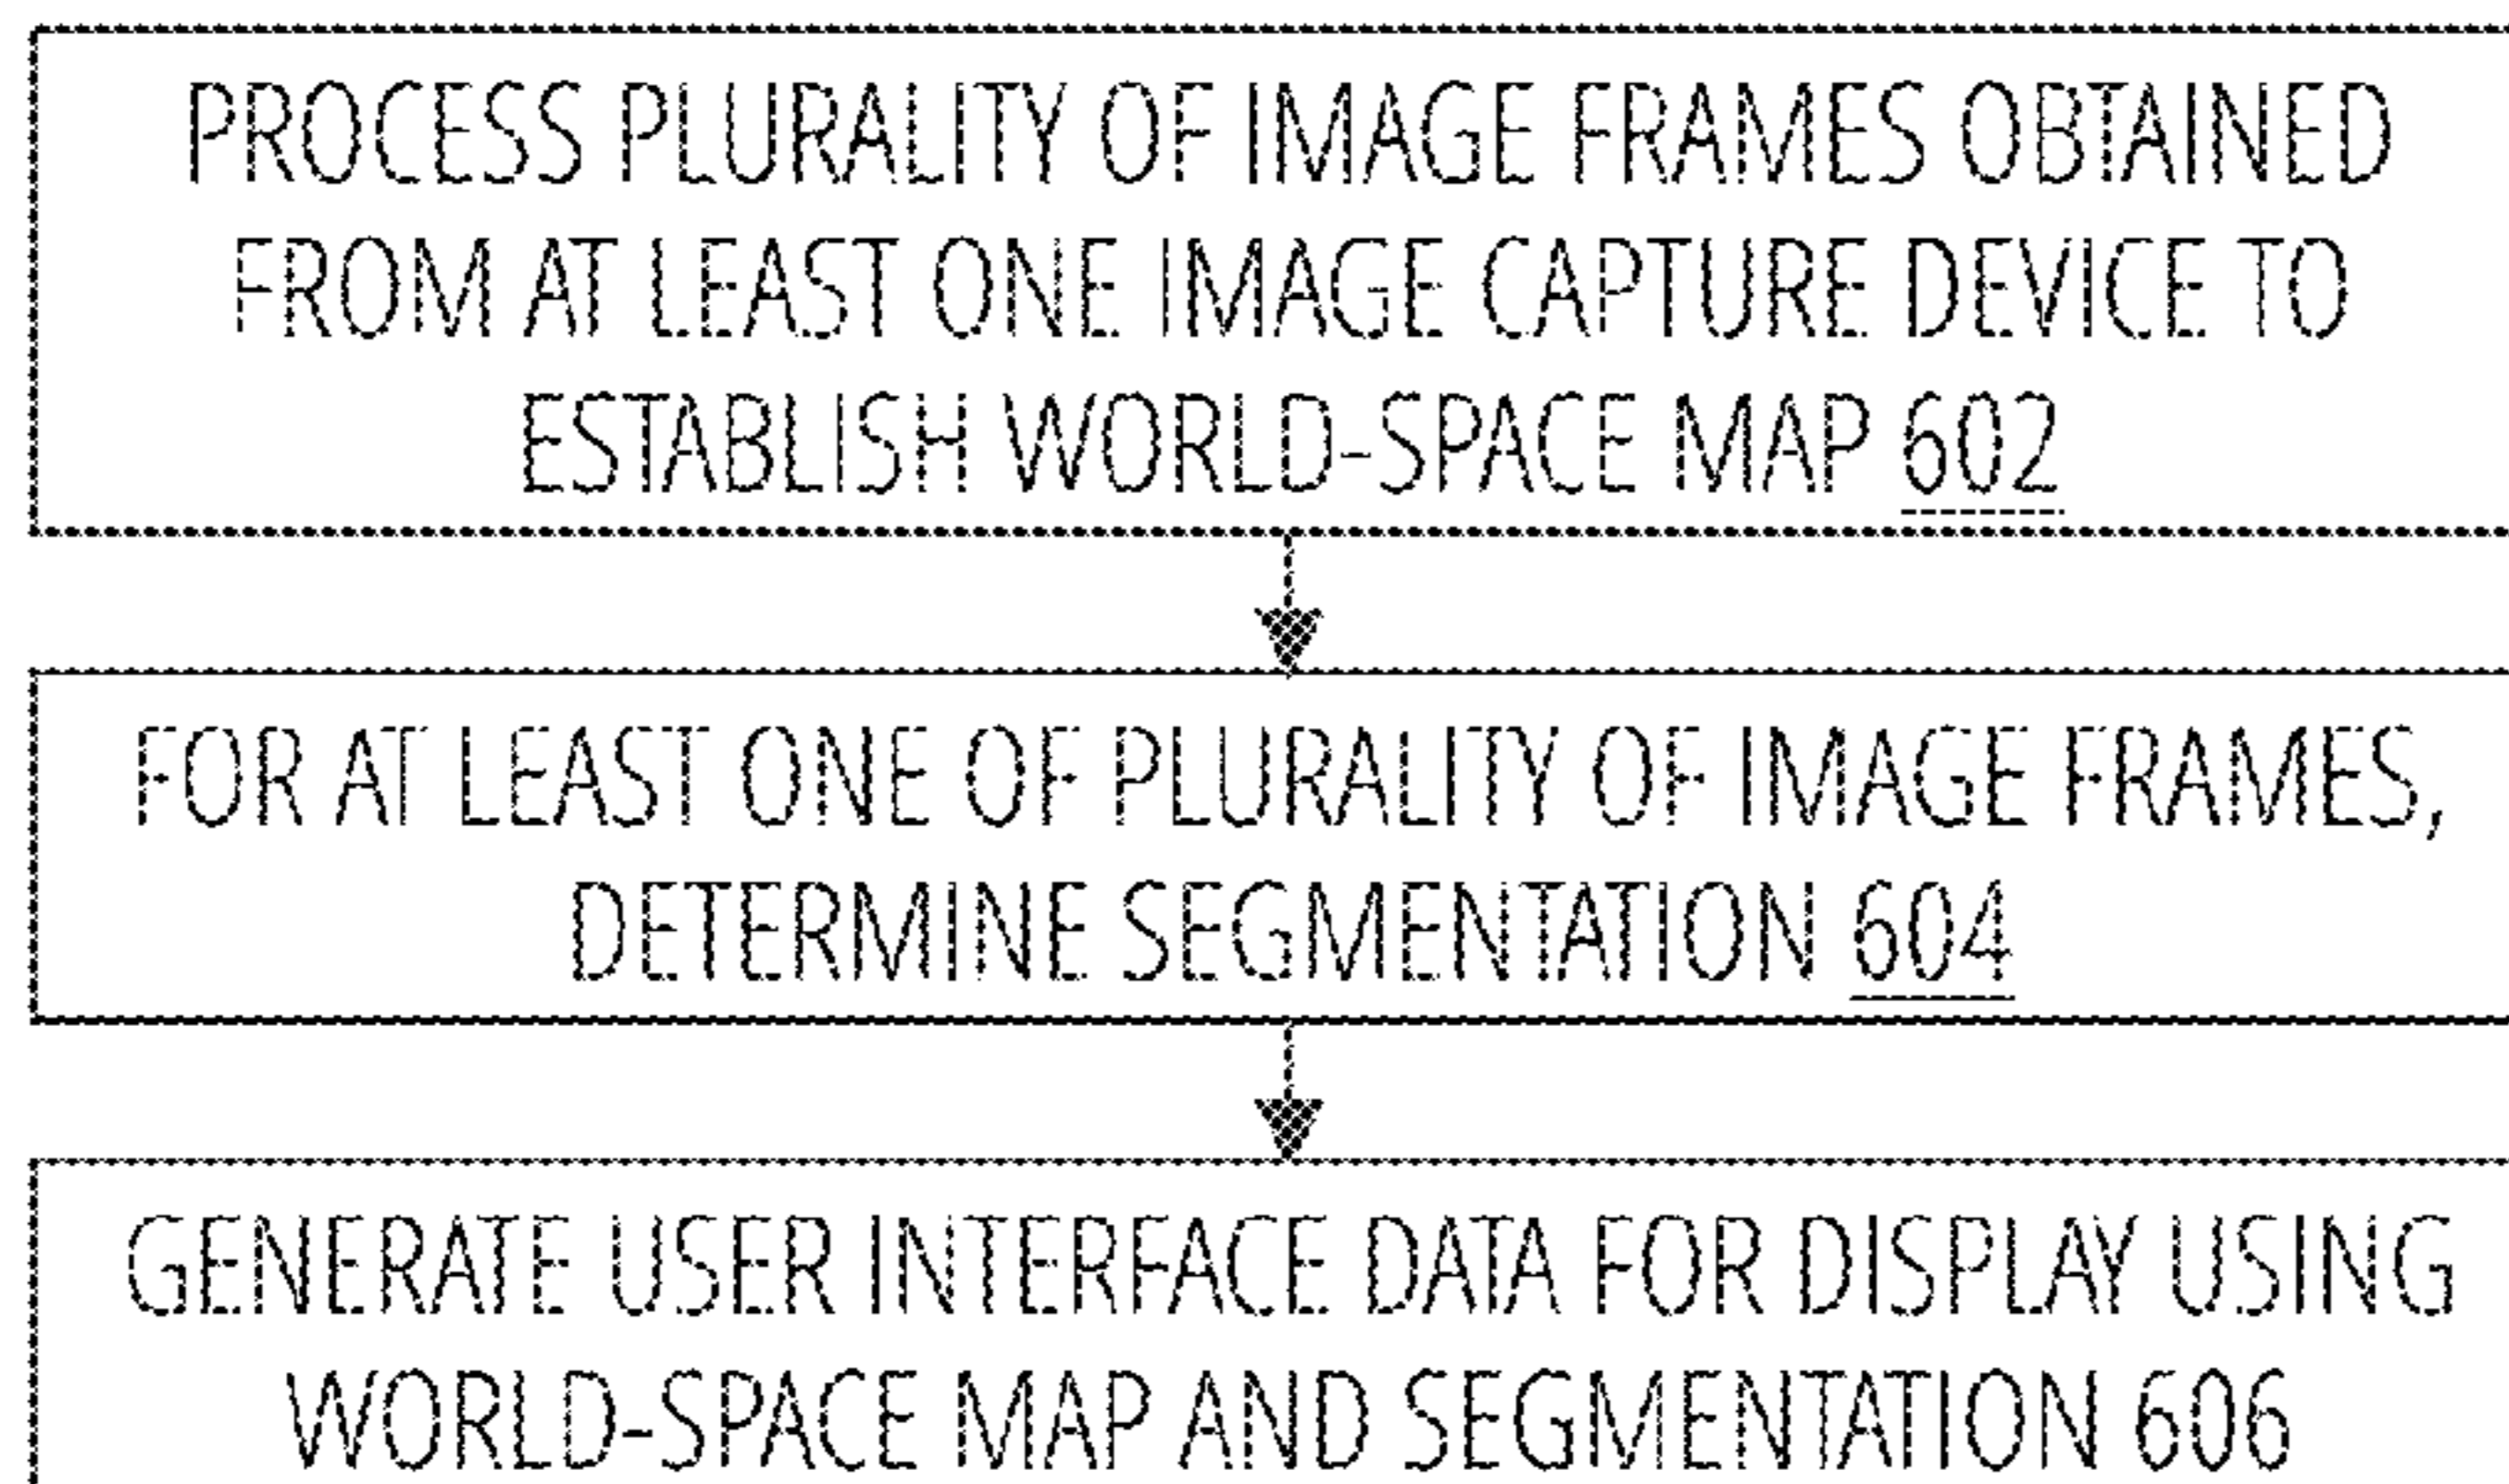 PROCESS PLURALITY OF IMAGE FRAMES OBTAINED
FROM AT LEAST ONE IMAGE CAPTURE DEVICE TO
ESTABLISH WORLD-SPACE MAP 602
FOR AT LEAST ONE OF PLURALITY OF IMAGE FRAMES,
DETERMINE SEGMENTATION 604
GENERATE USER INTERFACE DATA FOR DISPLAY USING
WORLD-SPACE MAP AND SEGMENTATION 606